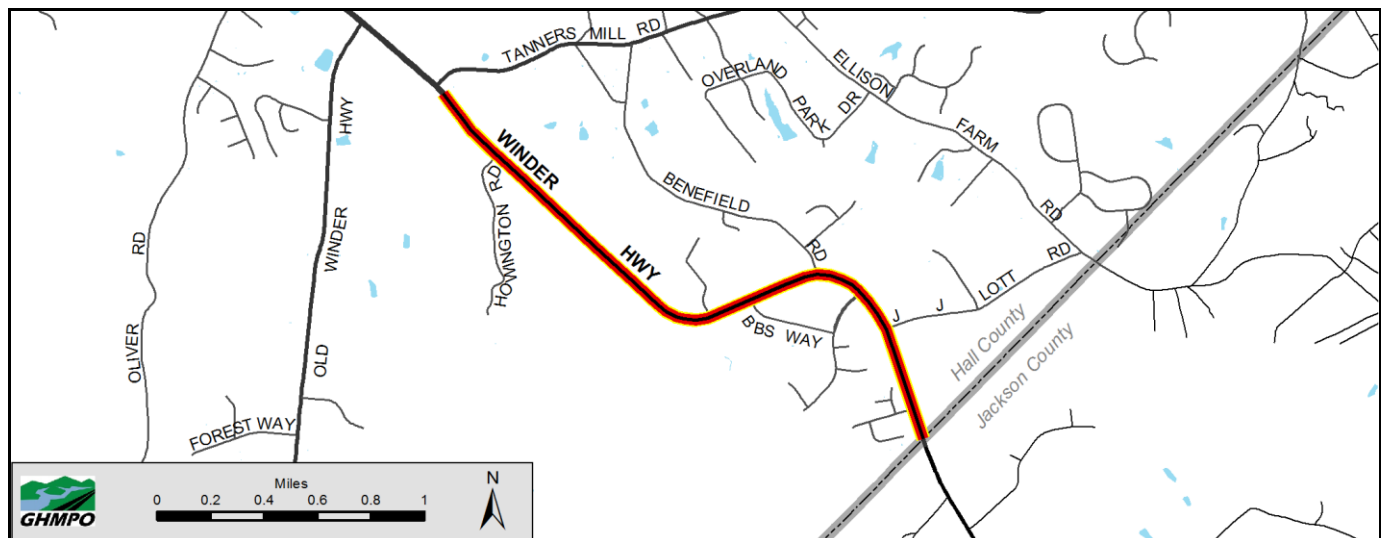 TANNERS MILL RD
OVERLAND PARK DR
ELLISON FARM RD
RD
WINDER HWY
HOWINGTON RD
BENEFIELD RD
OLD WINDER HWY
OLIVER RD
J J LOTT RD
BBS WAY
FOREST WAY
Hall County
Jackson County
GHMPO
Miles
0 0.2 0.4 0.6 0.8 1
N